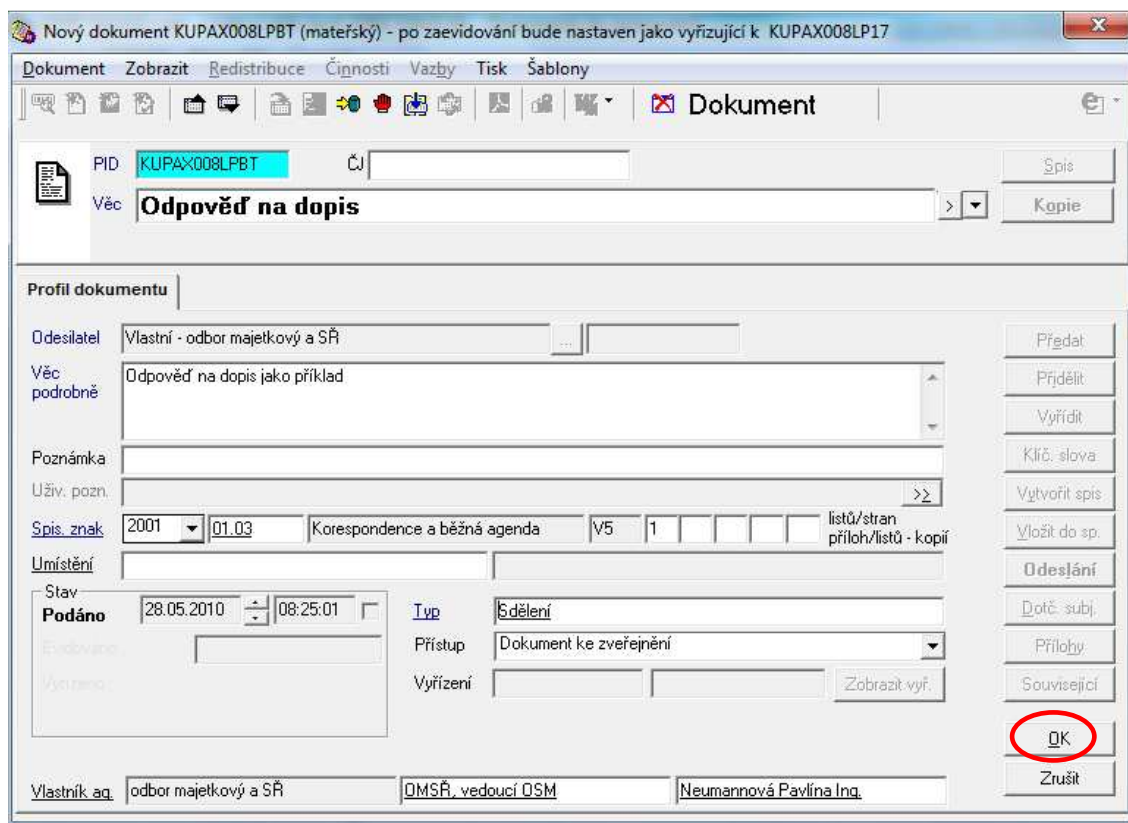 Nový dokument KUPAX008LPBT (mateřský) - po zaevidování bude nastaven jako vyřizující k KUPAX008LP17
Dokument Zobrazit Redistribuce Činnosti Vazby Tisk Šablony
Dokument
PID KUPAX008LPBT ČJ Spis
Věc Odpověď na dopis > Kopie
Profil dokumentu
Odesilatel Vlastní - odbor majetkový a SŘ ... Předat
Věc podrobně Odpověď na dopis jako příklad Přidělit
Vyřídit
Poznámka Klíč. slova
Uživ. pozn. >> Vytvořit spis
Spis. znak 2001 01.03 Korespondence a běžná agenda V5 1 listů/stran
příloh/listů - kopií Vložit do sp.
Umístění Odeslání
Stav
Podáno 28.05.2010 08:25:01 Typ Sdělení Dotč. subj.
Evidováno Přístup Dokument ke zveřejnění Přílohy
Vyřízeno Vyřízení Zobrazit vyř. Související
OK
Zrušit
Vlastník ag. odbor majetkový a SŘ OMSŘ, vedoucí OSM Neumannová Pavlína Ing.